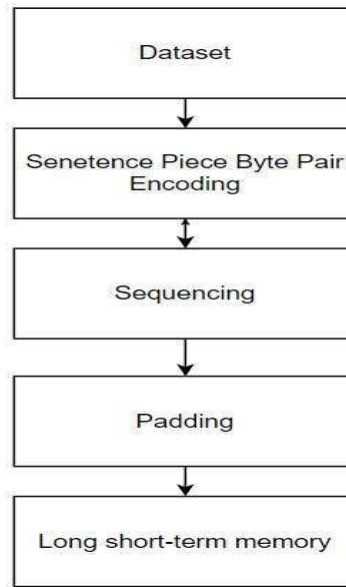 Dataset
Senetence Piece Byte Pair
Encoding
Sequencing
Padding
Long short-term memory